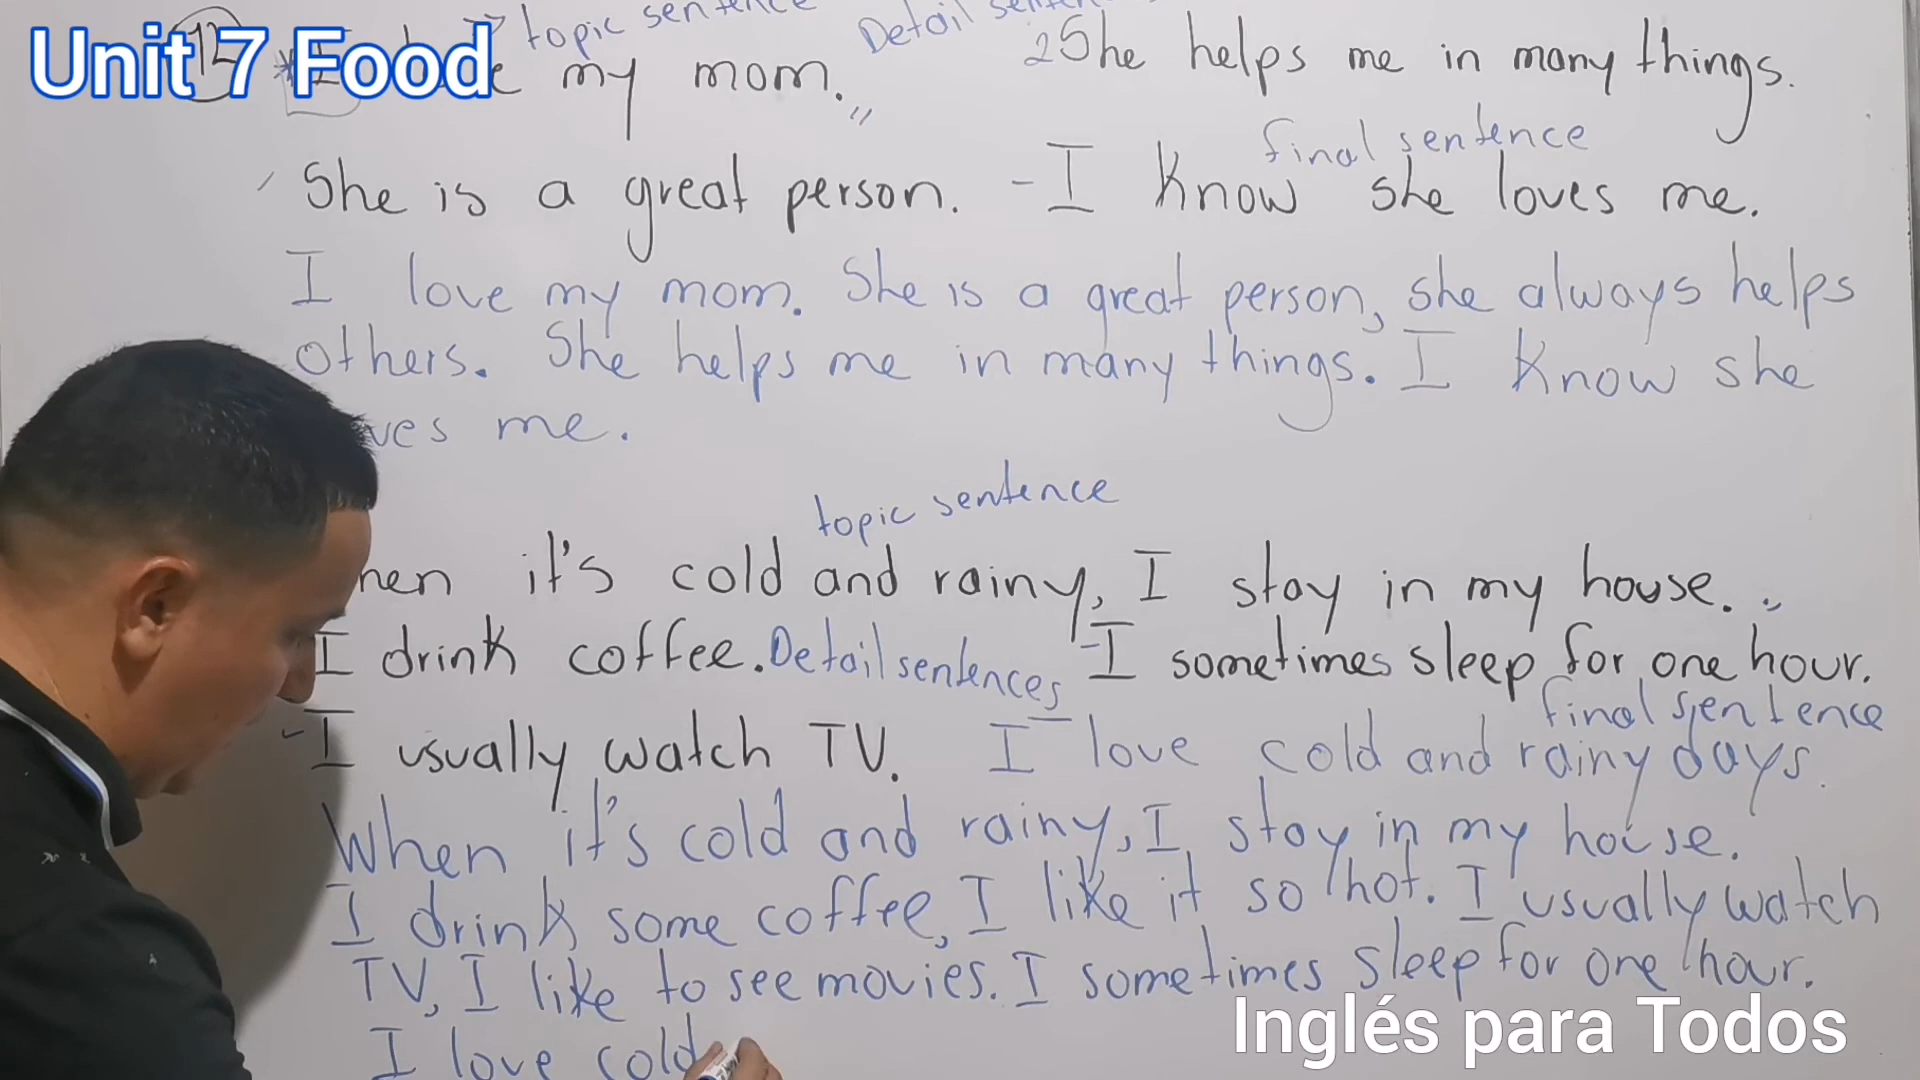 Unit 7 Food
topic sentence
Detail
my mom.
2 She helps me in many things.
final sentence
She is a great person. - I know she loves me.
I love my mom. She is a great person, she always helps
others. She helps me in many things. I know she
me.
topic sentence
it's cold and rainy, I stay in my house.
I drink coffee. Detail sentences - I sometimes sleep for one hour.
final sentence
- I usually watch TV. I love cold and rainy days.
When it's cold and rainy, I stay in my house.
I drink some coffee, I like it so hot. I usually watch
TV, I like to see movies. I sometimes sleep for one hour.
I love cold
Inglés para Todos